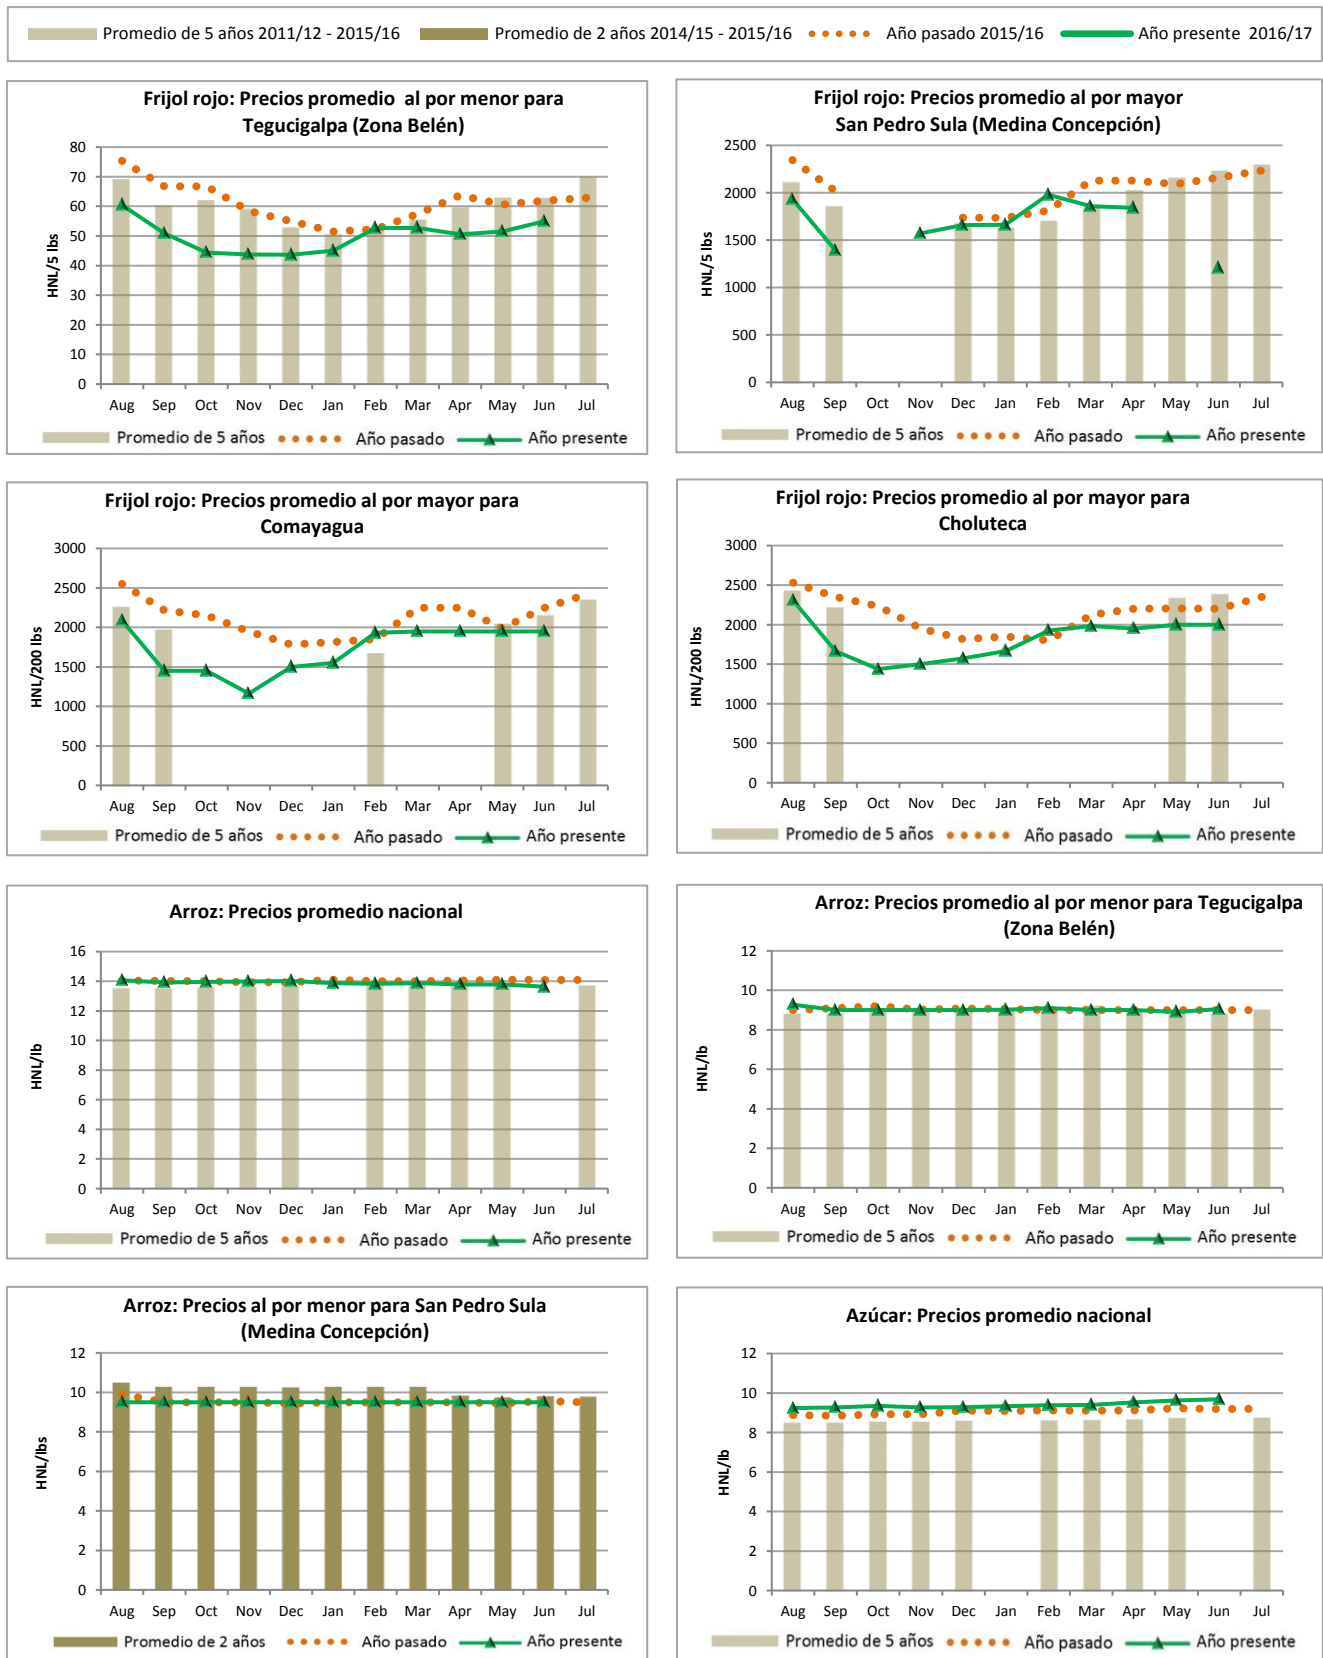 Promedio de 5 años 2011/12 - 2015/16 Promedio de 2 años 2014/15 - 2015/16 Año pasado 2015/16 Año presente 2016/17
Frijol rojo: Precios promedio al por menor para
Tegucigalpa (Zona Belén)
80
70
60
50
40
30
20
10
0
HNL/5 lbs
Aug Sep Oct Nov Dec Jan Feb Mar Apr May Jun Jul
Promedio de 5 años Año pasado Año presente
Frijol rojo: Precios promedio al por mayor
San Pedro Sula (Medina Concepción)
2500
2000
1500
1000
500
0
HNL/5 lbs
Aug Sep Oct Nov Dec Jan Feb Mar Apr May Jun Jul
Promedio de 5 años Año pasado Año presente
Frijol rojo: Precios promedio al por mayor para
Comayagua
3000
2500
2000
1500
1000
500
0
HNL/200 lbs
Aug Sep Oct Nov Dec Jan Feb Mar Apr May Jun Jul
Promedio de 5 años Año pasado Año presente
Frijol rojo: Precios promedio al por mayor para
Choluteca
3000
2500
2000
1500
1000
500
0
HNL/200 lbs
Aug Sep Oct Nov Dec Jan Feb Mar Apr May Jun Jul
Promedio de 5 años Año pasado Año presente
Arroz: Precios promedio nacional
16
14
12
10
8
6
4
2
0
HNL/lb
Aug Sep Oct Nov Dec Jan Feb Mar Apr May Jun Jul
Promedio de 5 años Año pasado Año presente
Arroz: Precios promedio al por menor para Tegucigalpa
(Zona Belén)
12
10
8
6
4
2
0
HNL/lb
Aug Sep Oct Nov Dec Jan Feb Mar Apr May Jun Jul
Promedio de 5 años Año pasado Año presente
Arroz: Precios al por menor para San Pedro Sula
(Medina Concepción)
12
10
8
6
4
2
0
HNL/lbs
Aug Sep Oct Nov Dec Jan Feb Mar Apr May Jun Jul
Promedio de 2 años Año pasado Año presente
Azúcar: Precios promedio nacional
12
10
8
6
4
2
0
HNL/lb
Aug Sep Oct Nov Dec Jan Feb Mar Apr May Jun Jul
Promedio de 5 años Año pasado Año presente